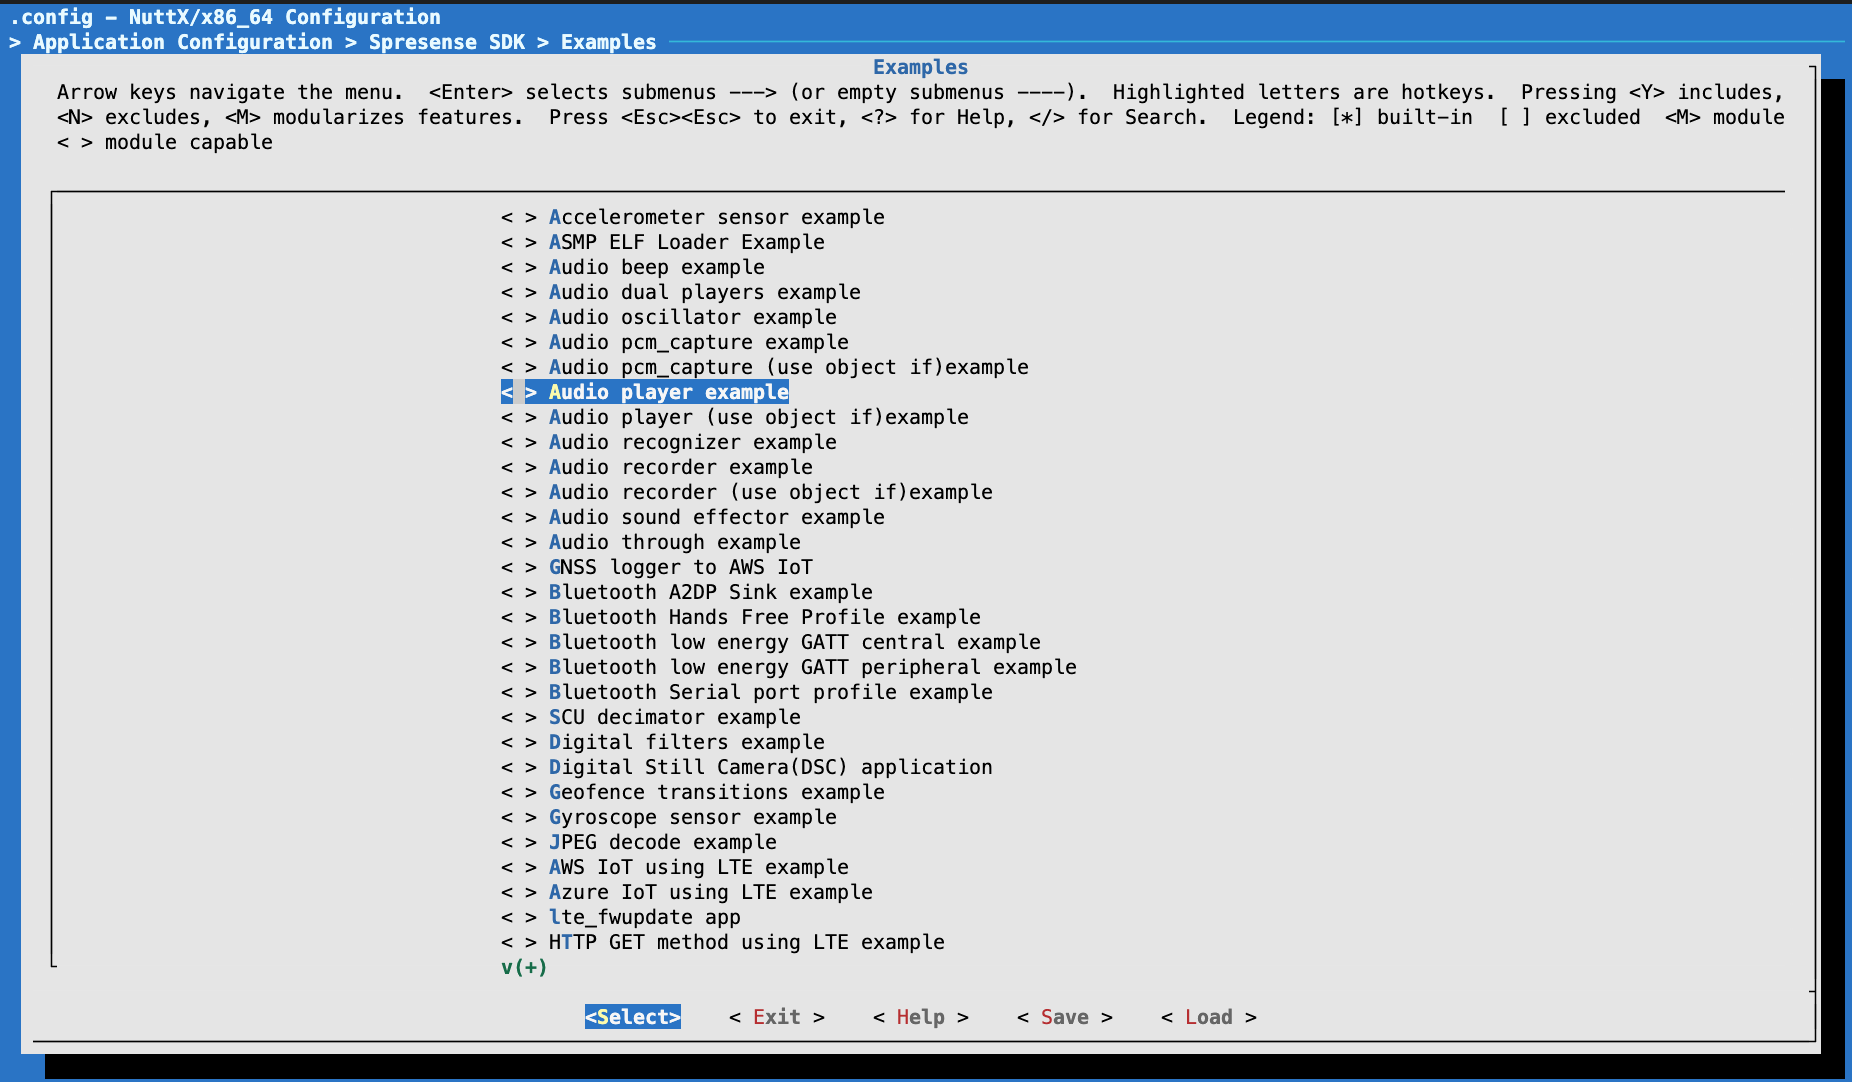 .config - NuttX/x86_64 Configuration
> Application Configuration > Spresense SDK > Examples
Examples
Arrow keys navigate the menu.  <Enter> selects submenus ---> (or empty submenus ----).  Highlighted letters are hotkeys.  Pressing <Y> includes,
<N> excludes, <M> modularizes features.  Press <Esc><Esc> to exit, <?> for Help, </> for Search.  Legend: [*] built-in  [ ] excluded  <M> module
< > module capable
< > Accelerometer sensor example
< > ASMP ELF Loader Example
< > Audio beep example
< > Audio dual players example
< > Audio oscillator example
< > Audio pcm_capture example
< > Audio pcm_capture (use object if)example
< > Audio player example
< > Audio player (use object if)example
< > Audio recognizer example
< > Audio recorder example
< > Audio recorder (use object if)example
< > Audio sound effector example
< > Audio through example
< > GNSS logger to AWS IoT
< > Bluetooth A2DP Sink example
< > Bluetooth Hands Free Profile example
< > Bluetooth low energy GATT central example
< > Bluetooth low energy GATT peripheral example
< > Bluetooth Serial port profile example
< > SCU decimator example
< > Digital filters example
< > Digital Still Camera(DSC) application
< > Geofence transitions example
< > Gyroscope sensor example
< > JPEG decode example
< > AWS IoT using LTE example
< > Azure IoT using LTE example
< > lte_fwupdate app
< > HTTP GET method using LTE example
v(+)
<Select>    < Exit >    < Help >    < Save >    < Load >